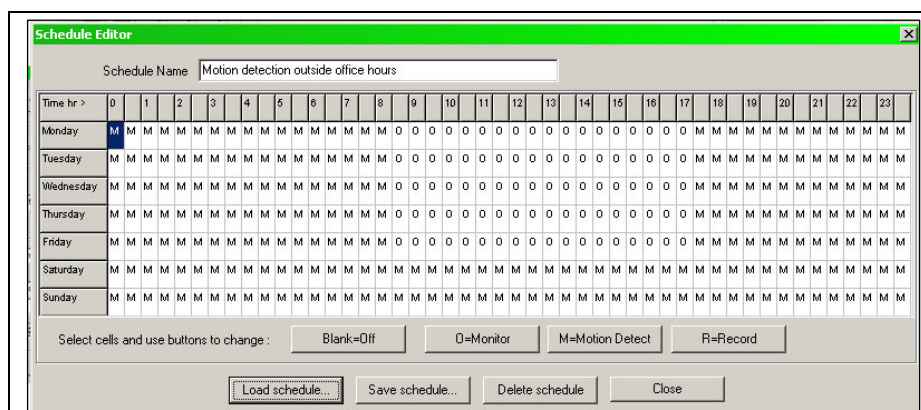 Schedule Editor
Schedule Name Motion detection outside office hours
Time hr > 0 1 2 3 4 5 6 7 8 9 10 11 12 13 14 15 16 17 18 19 20 21 22 23
Monday M M M M M M M M M M M M M M M M M O O O O O O O O O O O O O O O O O O M M M M M M M M M M M M M
Tuesday M M M M M M M M M M M M M M M M M O O O O O O O O O O O O O O O O O O M M M M M M M M M M M M M
Wednesday M M M M M M M M M M M M M M M M M O O O O O O O O O O O O O O O O O O M M M M M M M M M M M M M
Thursday M M M M M M M M M M M M M M M M M O O O O O O O O O O O O O O O O O O M M M M M M M M M M M M M
Friday M M M M M M M M M M M M M M M M M O O O O O O O O O O O O O O O O O O M M M M M M M M M M M M M
Saturday M M M M M M M M M M M M M M M M M M M M M M M M M M M M M M M M M M M M M M M M M M M M M M M M
Sunday M M M M M M M M M M M M M M M M M M M M M M M M M M M M M M M M M M M M M M M M M M M M M M M M
Select cells and use buttons to change : Blank=Off O=Monitor M=Motion Detect R=Record
Load schedule... Save schedule... Delete schedule Close